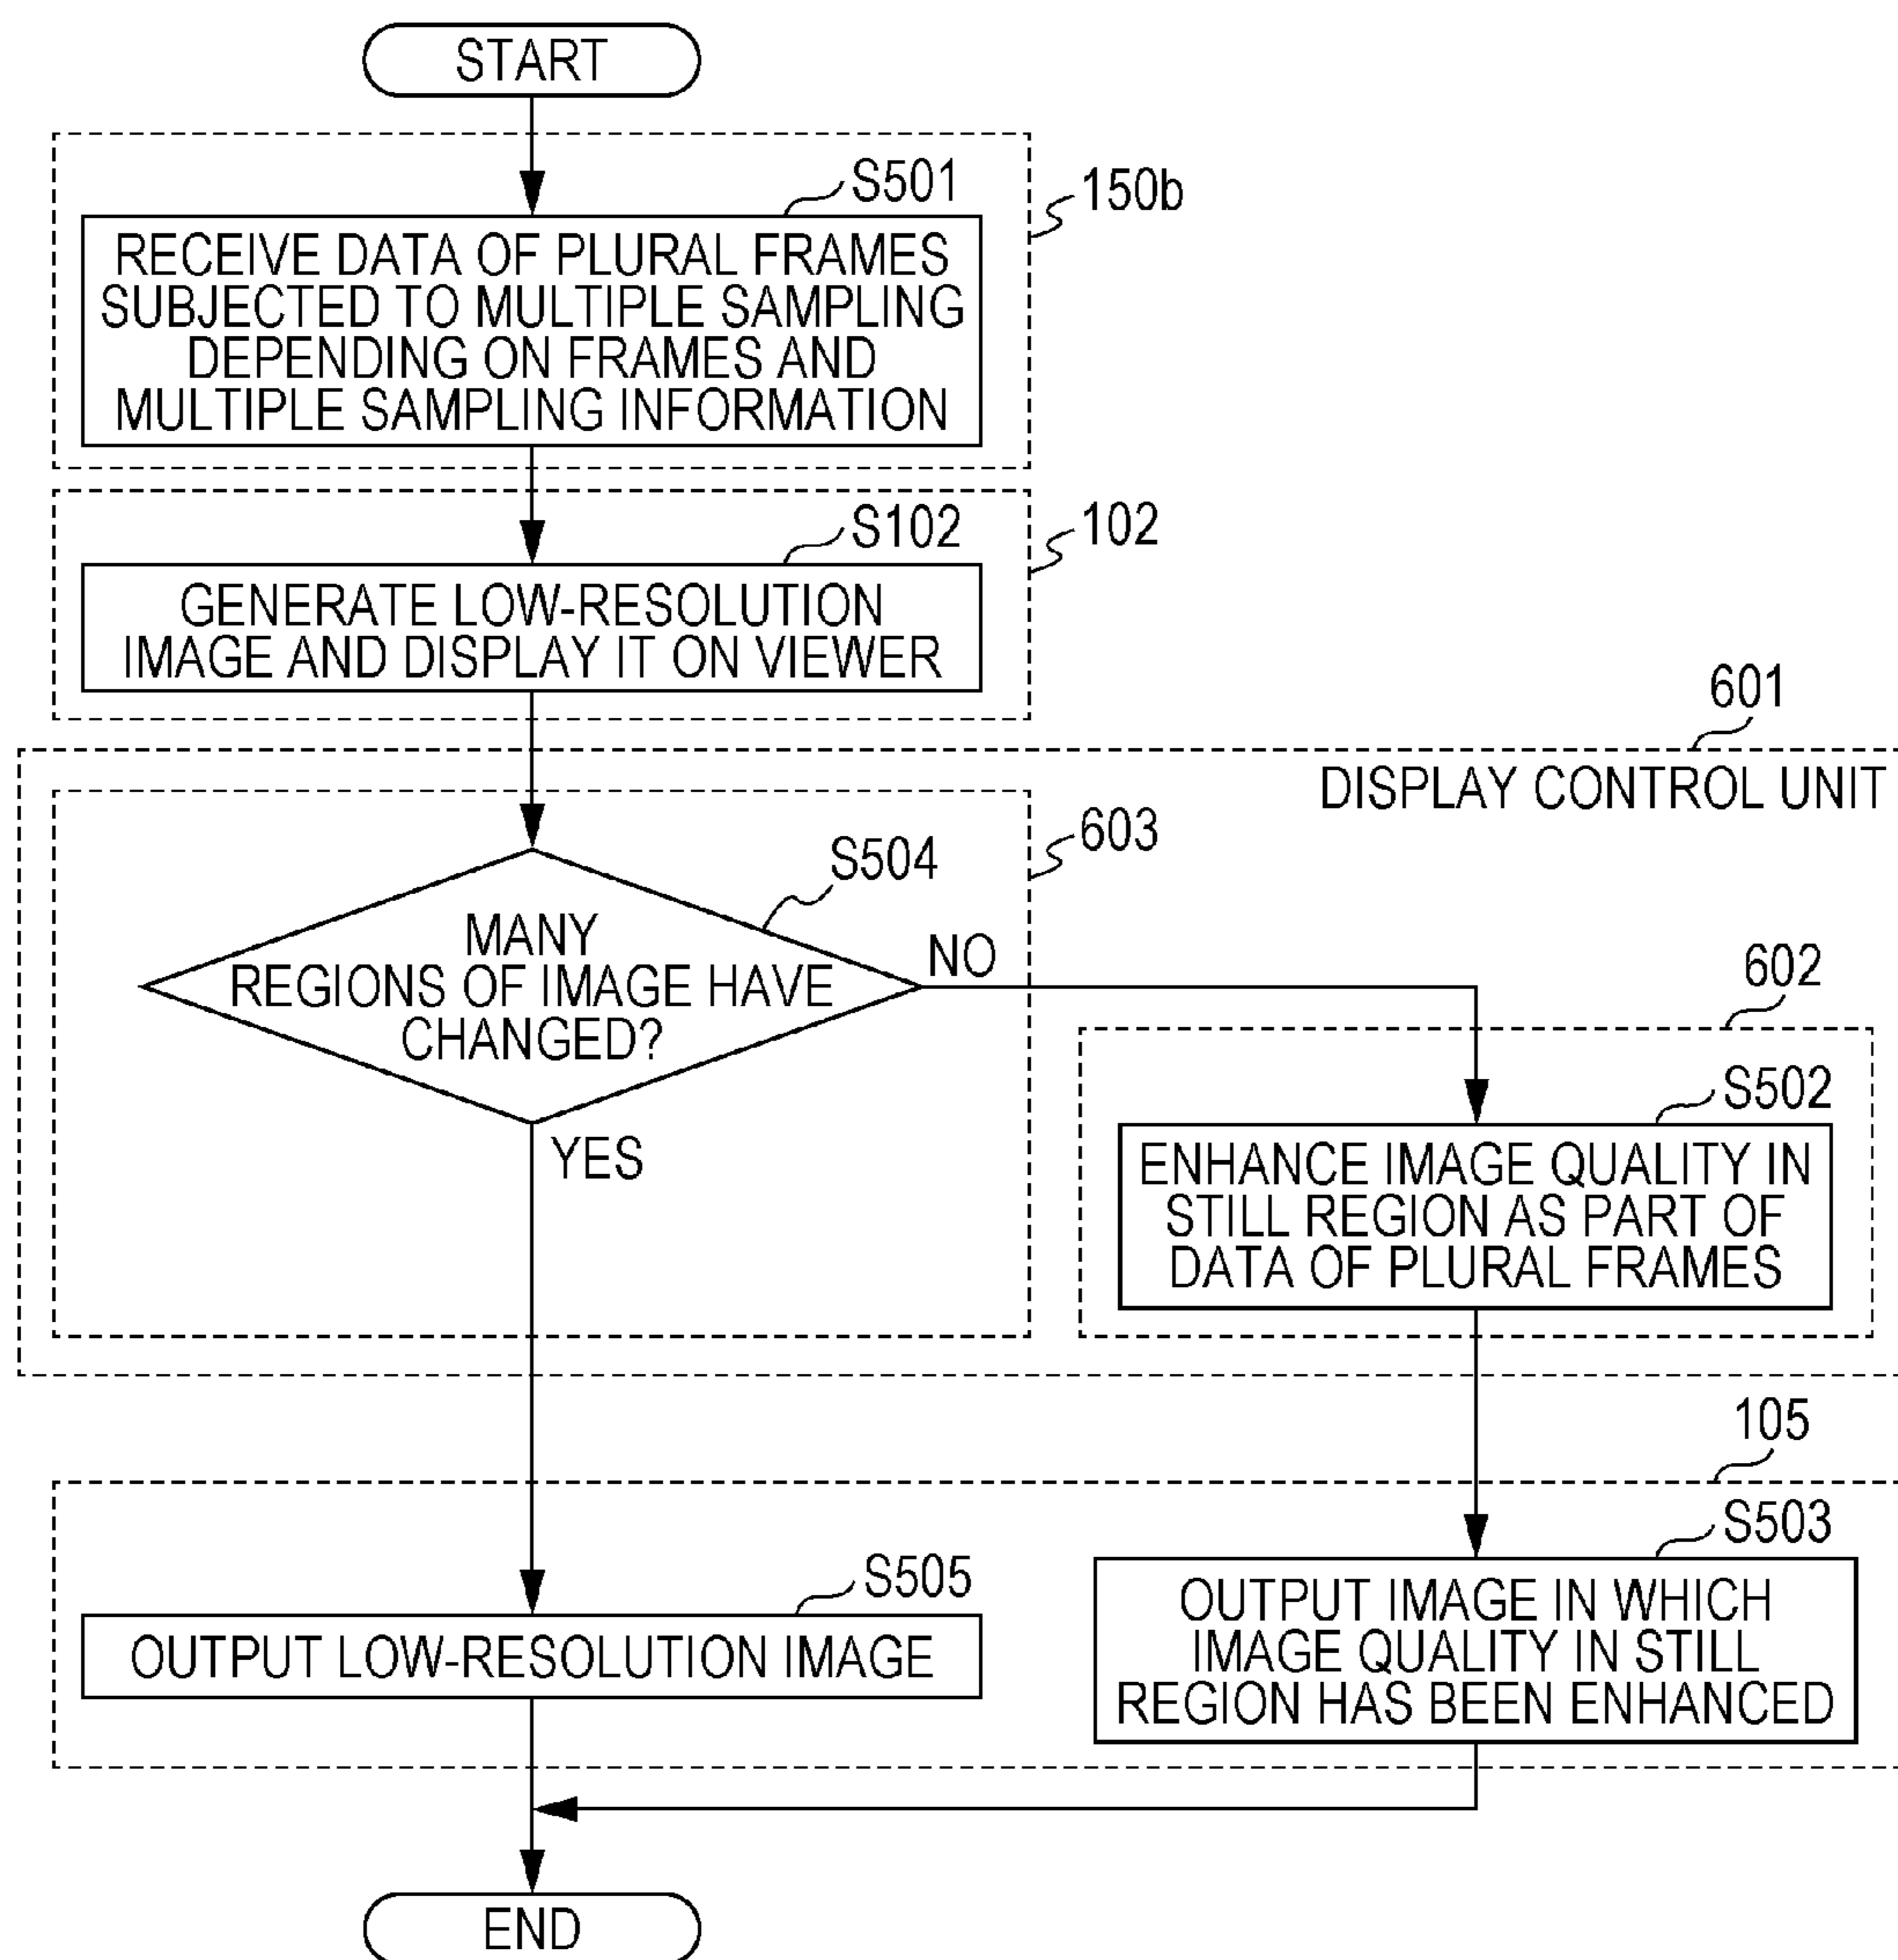 START
S501
150b
RECEIVE DATA OF PLURAL FRAMES
SUBJECTED TO MULTIPLE SAMPLING
DEPENDING ON FRAMES AND
MULTIPLE SAMPLING INFORMATION
S102
102
GENERATE LOW-RESOLUTION
IMAGE AND DISPLAY IT ON VIEWER
601
DISPLAY CONTROL UNIT
603
S504
MANY
REGIONS OF IMAGE HAVE
CHANGED?
NO
YES
602
S502
ENHANCE IMAGE QUALITY IN
STILL REGION AS PART OF
DATA OF PLURAL FRAMES
105
S505
OUTPUT LOW-RESOLUTION IMAGE
S503
OUTPUT IMAGE IN WHICH
IMAGE QUALITY IN STILL
REGION HAS BEEN ENHANCED
END